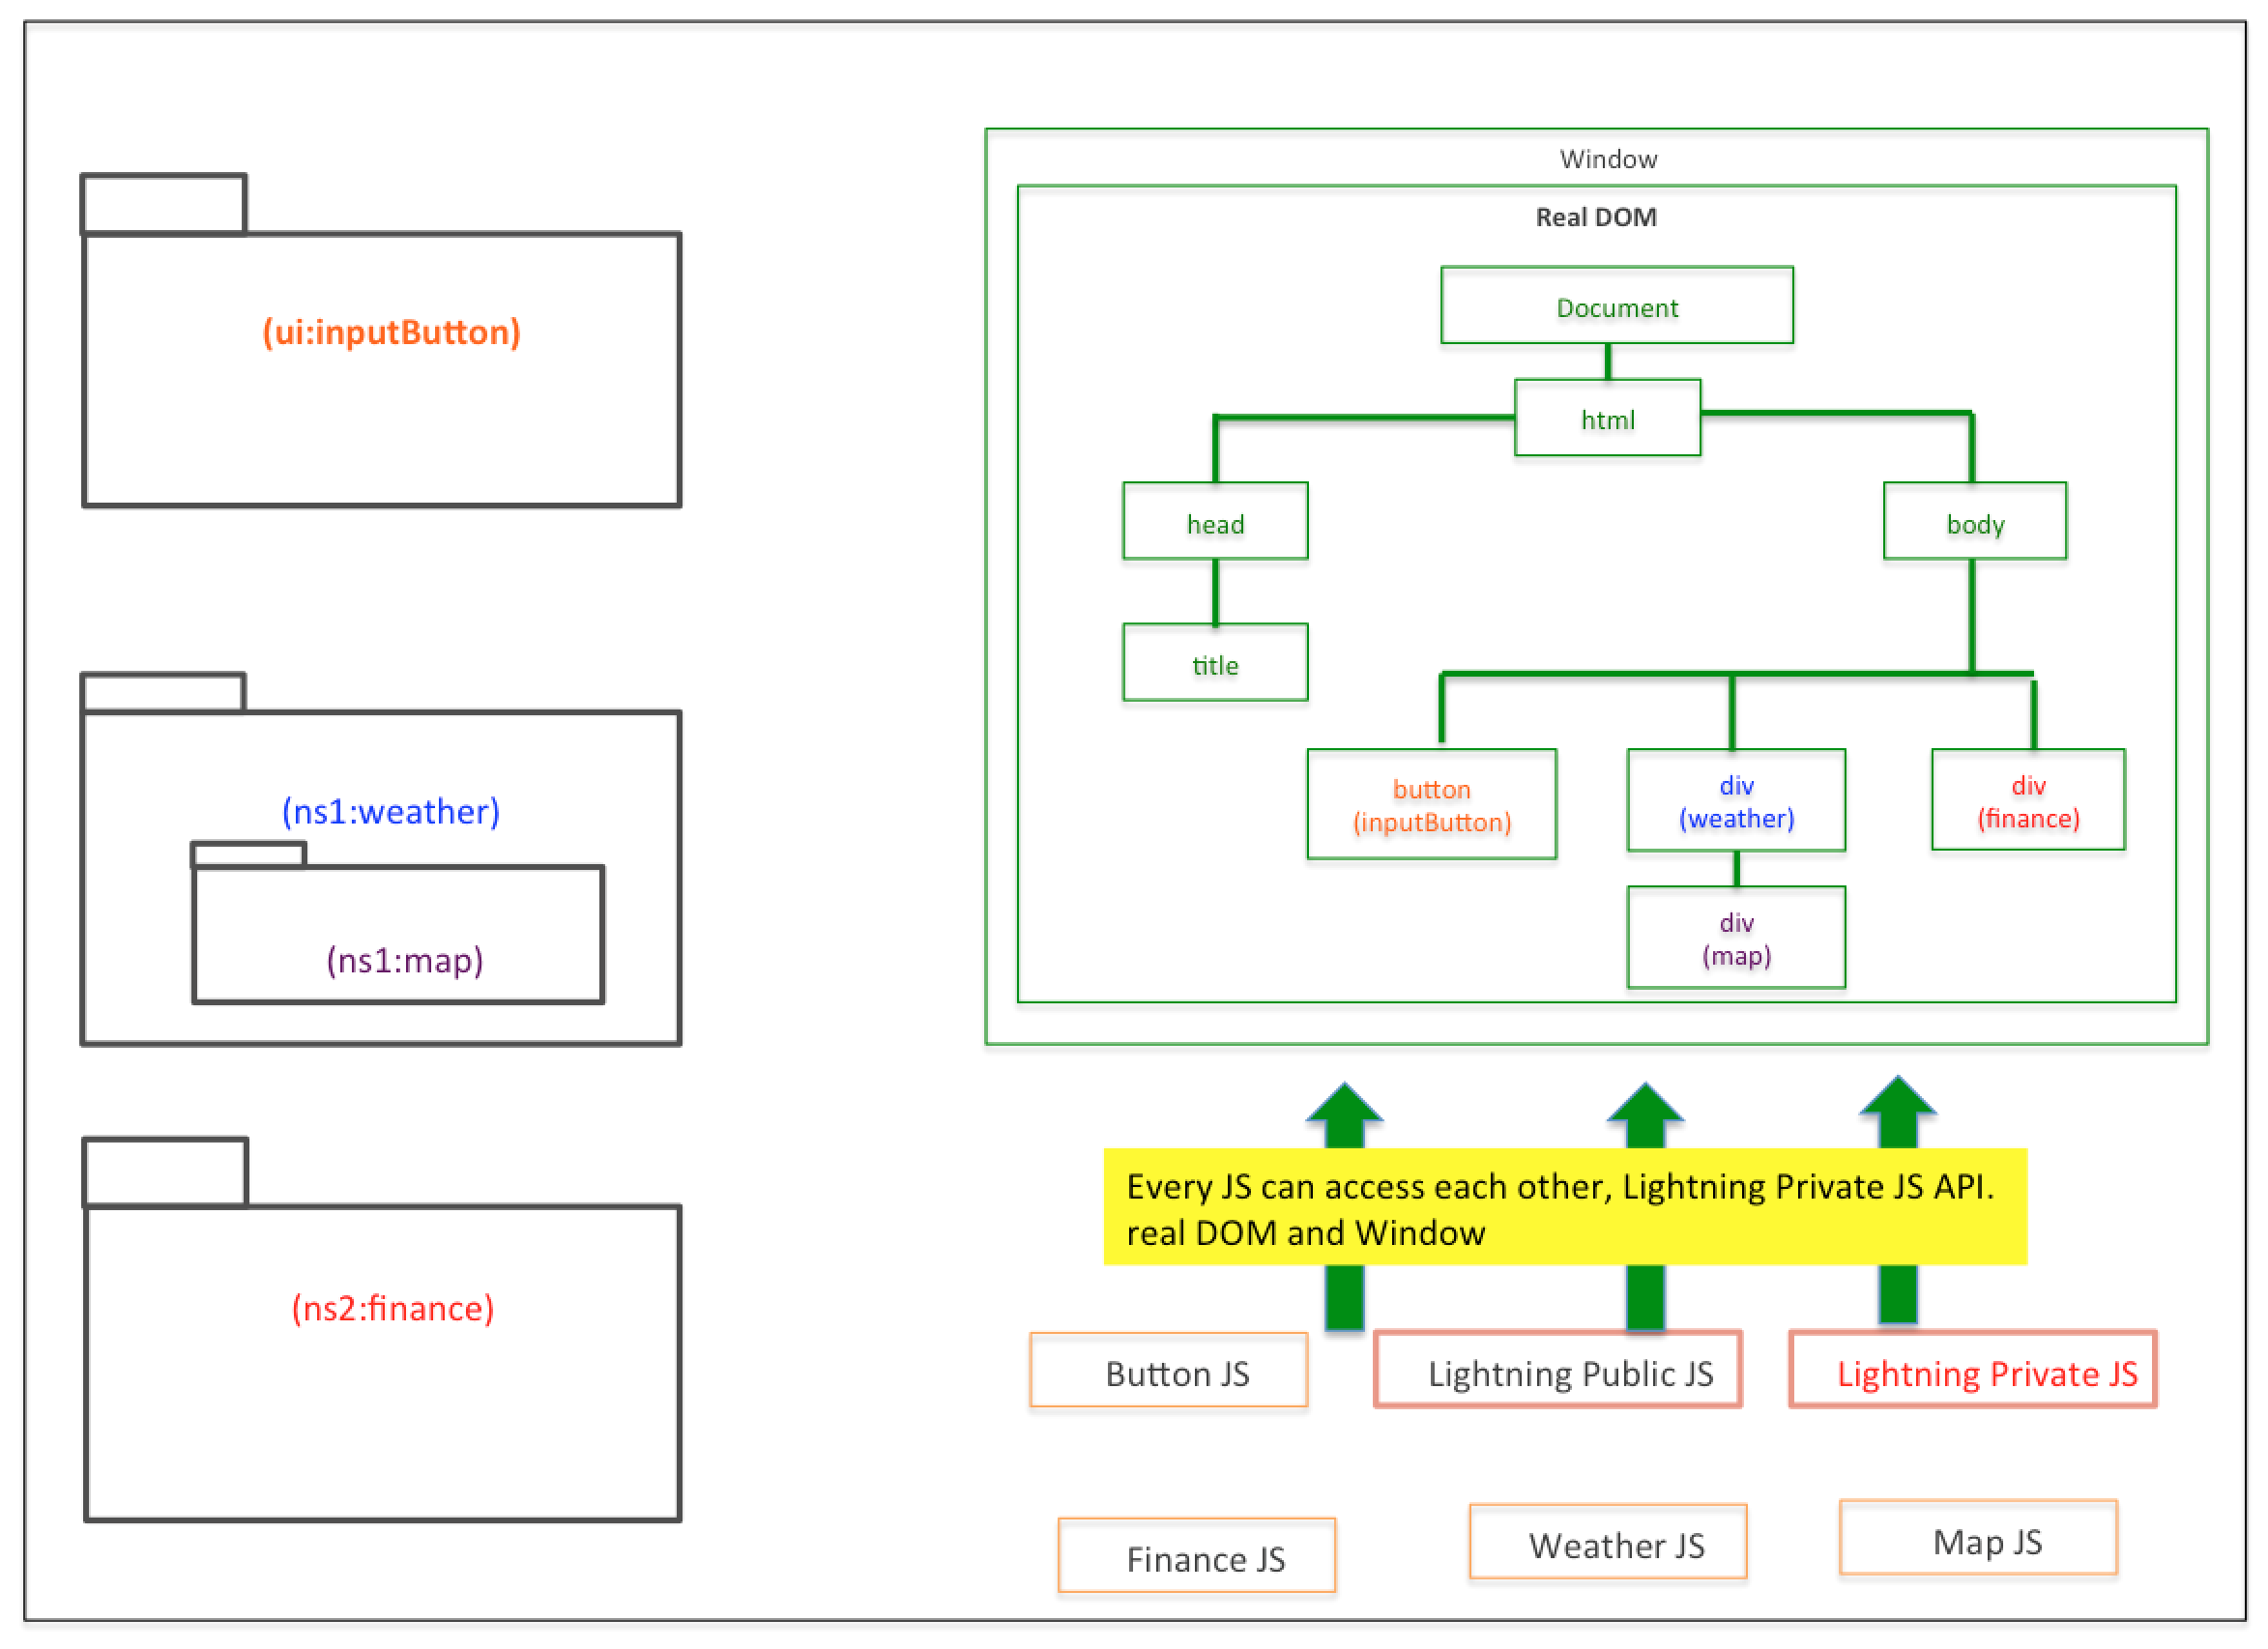 (ui:inputButton)
(ns1:weather)
(ns1:map)
(ns2:finance)
Window
Real DOM
Document
html
head
body
title
button
(inputButton)
div
(weather)
div
(finance)
div
(map)
Every JS can access each other, Lightning Private JS API.
real DOM and Window
Button JS
Lightning Public JS
Lightning Private JS
Finance JS
Weather JS
Map JS